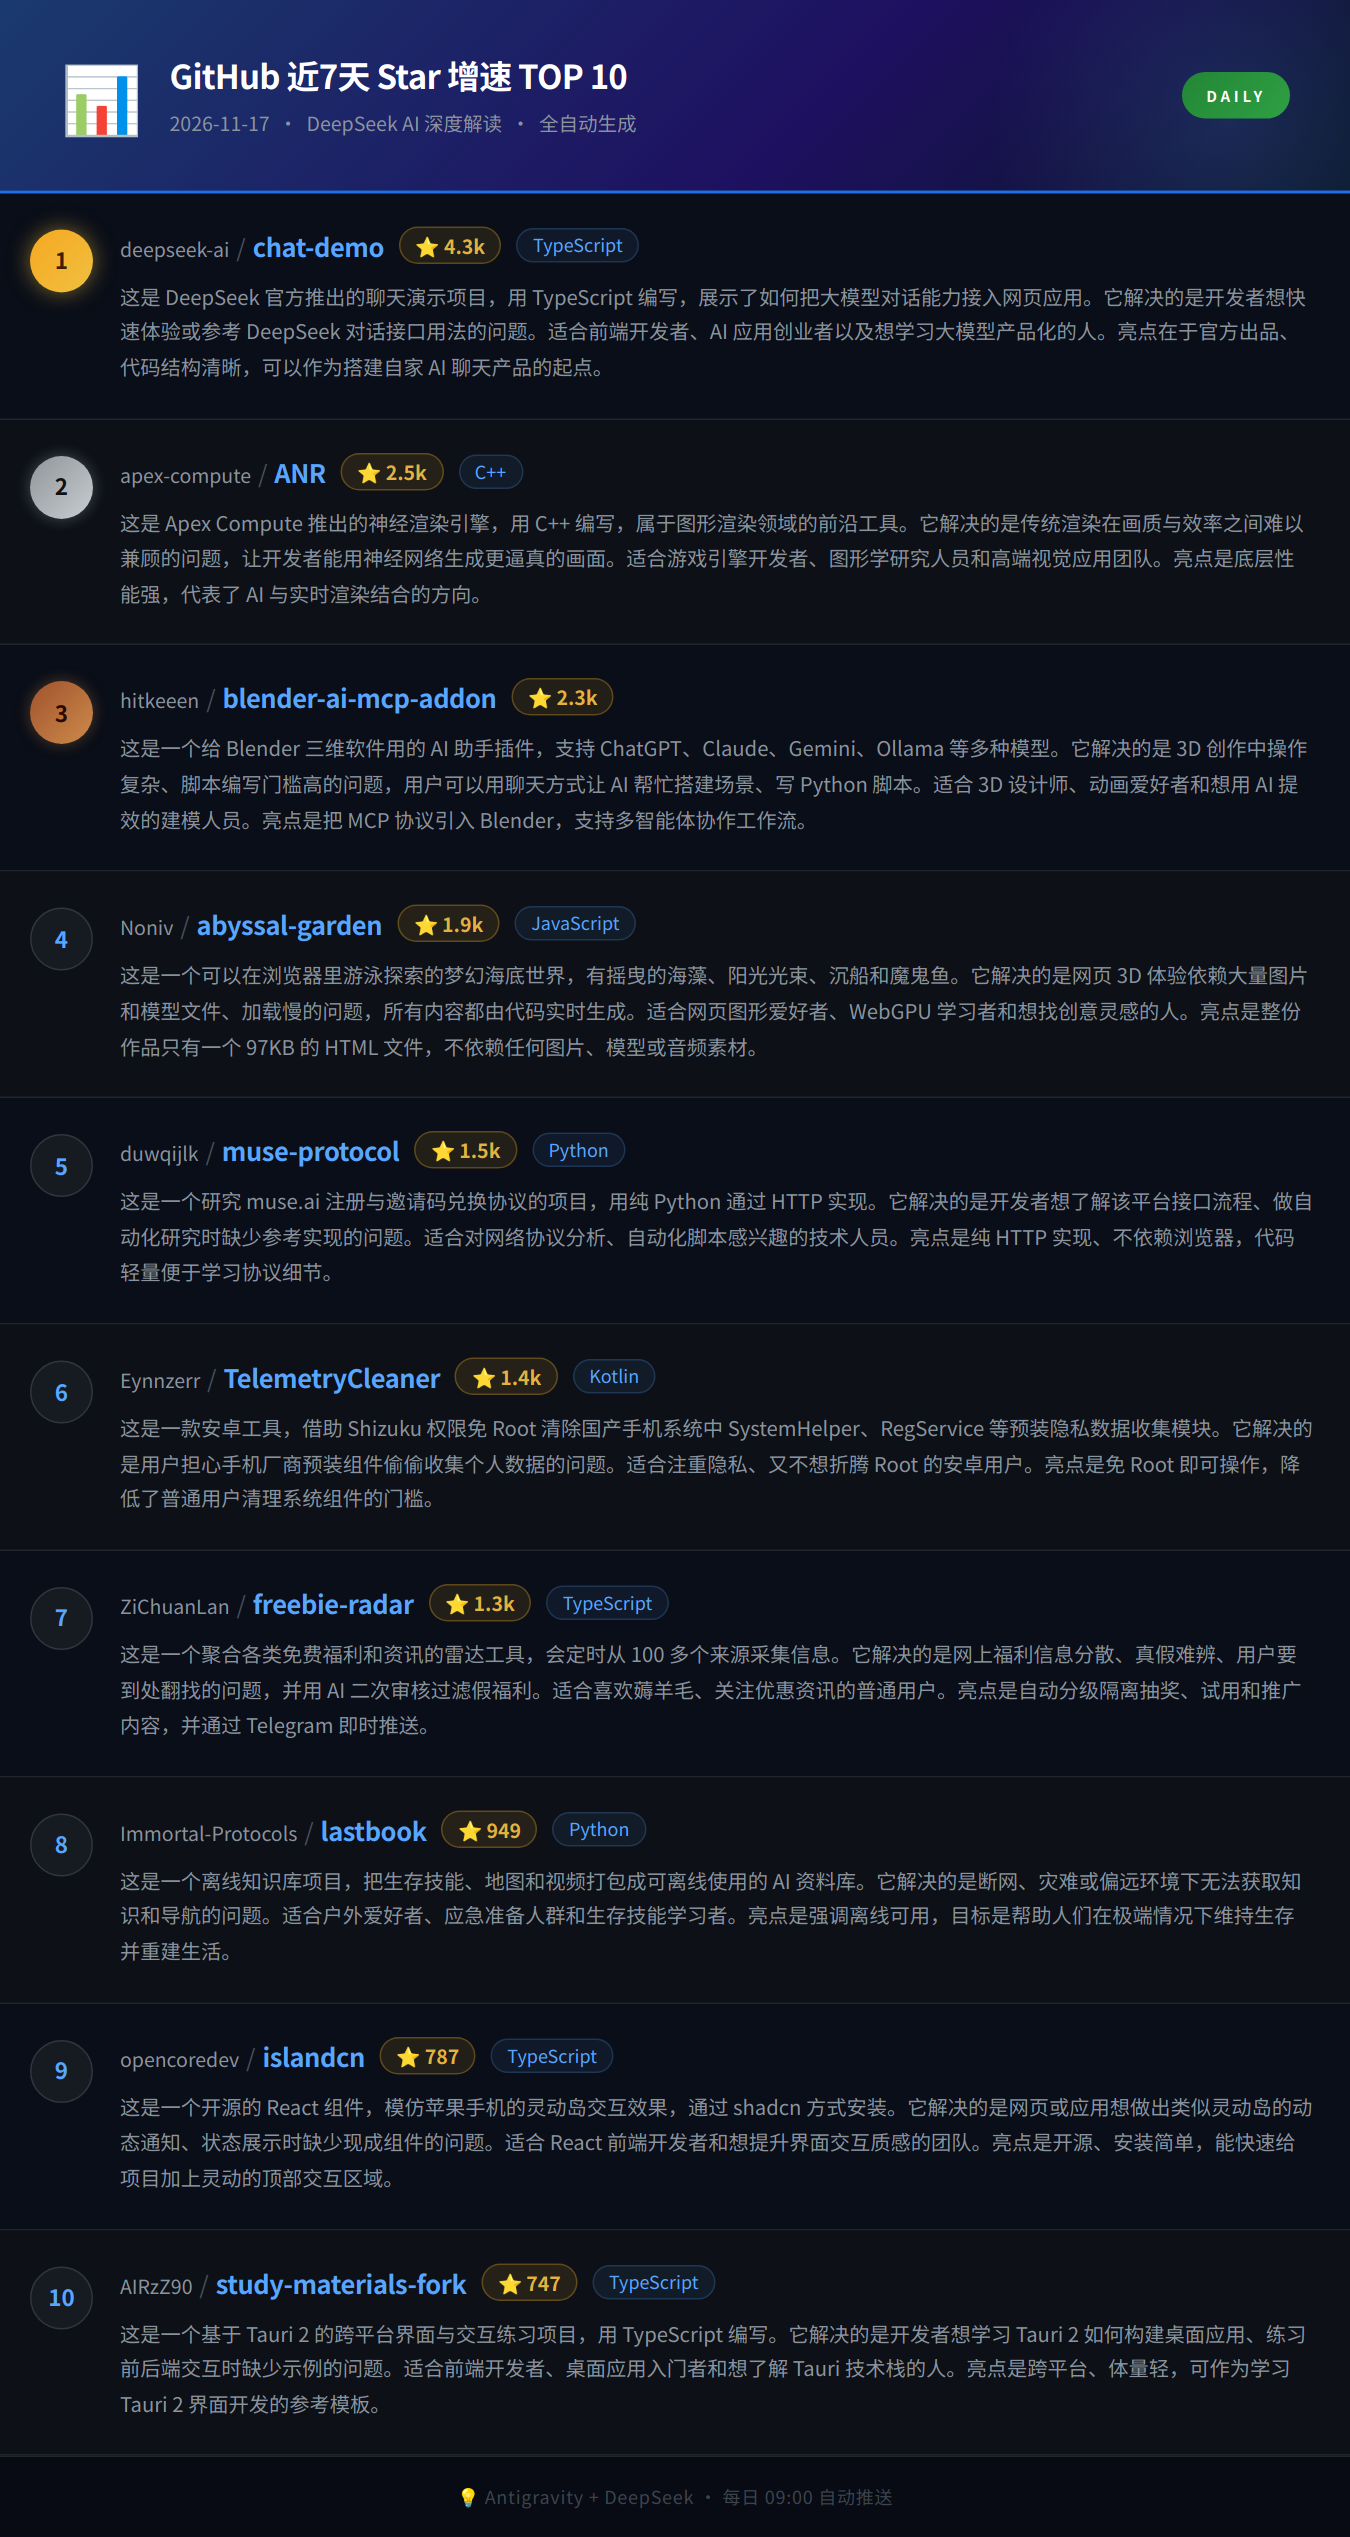 GitHub 近7天 Star 增速 TOP 10
2026-11-17 • DeepSeek AI 深度解读 • 全自动生成
DAILY
1
deepseek-ai / chat-demo ⭐ 4.3k TypeScript
这是 DeepSeek 官方推出的聊天演示项目，用 TypeScript 编写，展示了如何把大模型对话能力接入网页应用。它解决的是开发者想快
速体验或参考 DeepSeek 对话接口用法的问题。适合前端开发者、AI 应用创业者以及想学习大模型产品化的人。亮点在于官方出品、
代码结构清晰，可以作为搭建自家 AI 聊天产品的起点。
2
apex-compute / ANR ⭐ 2.5k C++
这是 Apex Compute 推出的神经渲染引擎，用 C++ 编写，属于图形渲染领域的前沿工具。它解决的是传统渲染在画质与效率之间难以
兼顾的问题，让开发者能用神经网络生成更逼真的画面。适合游戏引擎开发者、图形学研究人员和高端视觉应用团队。亮点是底层性
能强，代表了 AI 与实时渲染结合的方向。
3
hitkeeen / blender-ai-mcp-addon ⭐ 2.3k
这是一个给 Blender 三维软件用的 AI 助手插件，支持 ChatGPT、Claude、Gemini、Ollama 等多种模型。它解决的是 3D 创作中操作
复杂、脚本编写门槛高的问题，用户可以用聊天方式让 AI 帮忙搭建场景、写 Python 脚本。适合 3D 设计师、动画爱好者和想用 AI 提
效的建模人员。亮点是把 MCP 协议引入 Blender，支持多智能体协作工作流。
4
Noniv / abyssal-garden ⭐ 1.9k JavaScript
这是一个可以在浏览器里游泳探索的梦幻海底世界，有摇曳的海藻、阳光光束、沉船和魔鬼鱼。它解决的是网页 3D 体验依赖大量图片
和模型文件、加载慢的问题，所有内容都由代码实时生成。适合网页图形爱好者、WebGPU 学习者和想找创意灵感的人。亮点是整份
作品只有一个 97KB 的 HTML 文件，不依赖任何图片、模型或音频素材。
5
duwqijlk / muse-protocol ⭐ 1.5k Python
这是一个研究 muse.ai 注册与邀请码兑换协议的项目，用纯 Python 通过 HTTP 实现。它解决的是开发者想了解该平台接口流程、做自
动化研究时缺少参考实现的问题。适合对网络协议分析、自动化脚本感兴趣的技术人员。亮点是纯 HTTP 实现、不依赖浏览器，代码
轻量便于学习协议细节。
6
Eynnzerr / TelemetryCleaner ⭐ 1.4k Kotlin
这是一款安卓工具，借助 Shizuku 权限免 Root 清除国产手机系统中 SystemHelper、RegService 等预装隐私数据收集模块。它解决的
是用户担心手机厂商预装组件偷偷收集个人数据的问题。适合注重隐私、又不想折腾 Root 的安卓用户。亮点是免 Root 即可操作，降
低了普通用户清理系统组件的门槛。
7
ZiChuanLan / freebie-radar ⭐ 1.3k TypeScript
这是一个聚合各类免费福利和资讯的雷达工具，会定时从 100 多个来源采集信息。它解决的是网上福利信息分散、真假难辨、用户要
到处翻找的问题，并用 AI 二次审核过滤假福利。适合喜欢薅羊毛、关注优惠资讯的普通用户。亮点是自动分级隔离抽奖、试用和推广
内容，并通过 Telegram 即时推送。
8
Immortal-Protocols / lastbook ⭐ 949 Python
这是一个离线知识库项目，把生存技能、地图和视频打包成可离线使用的 AI 资料库。它解决的是断网、灾难或偏远环境下无法获取知
识和导航的问题。适合户外爱好者、应急准备人群和生存技能学习者。亮点是强调离线可用，目标是帮助人们在极端情况下维持生存
并重建生活。
9
opencoredev / islandcn ⭐ 787 TypeScript
这是一个开源的 React 组件，模仿苹果手机的灵动岛交互效果，通过 shadcn 方式安装。它解决的是网页或应用想做出类似灵动岛的动
态通知、状态展示时缺少现成组件的问题。适合 React 前端开发者和想提升界面交互质感的团队。亮点是开源、安装简单，能快速给
项目加上灵动的顶部交互区域。
10
AIRzZ90 / study-materials-fork ⭐ 747 TypeScript
这是一个基于 Tauri 2 的跨平台界面与交互练习项目，用 TypeScript 编写。它解决的是开发者想学习 Tauri 2 如何构建桌面应用、练习
前后端交互时缺少示例的问题。适合前端开发者、桌面应用入门者和想了解 Tauri 技术栈的人。亮点是跨平台、体量轻，可作为学习
Tauri 2 界面开发的参考模板。
💡 Antigravity + DeepSeek • 每日 09:00 自动推送